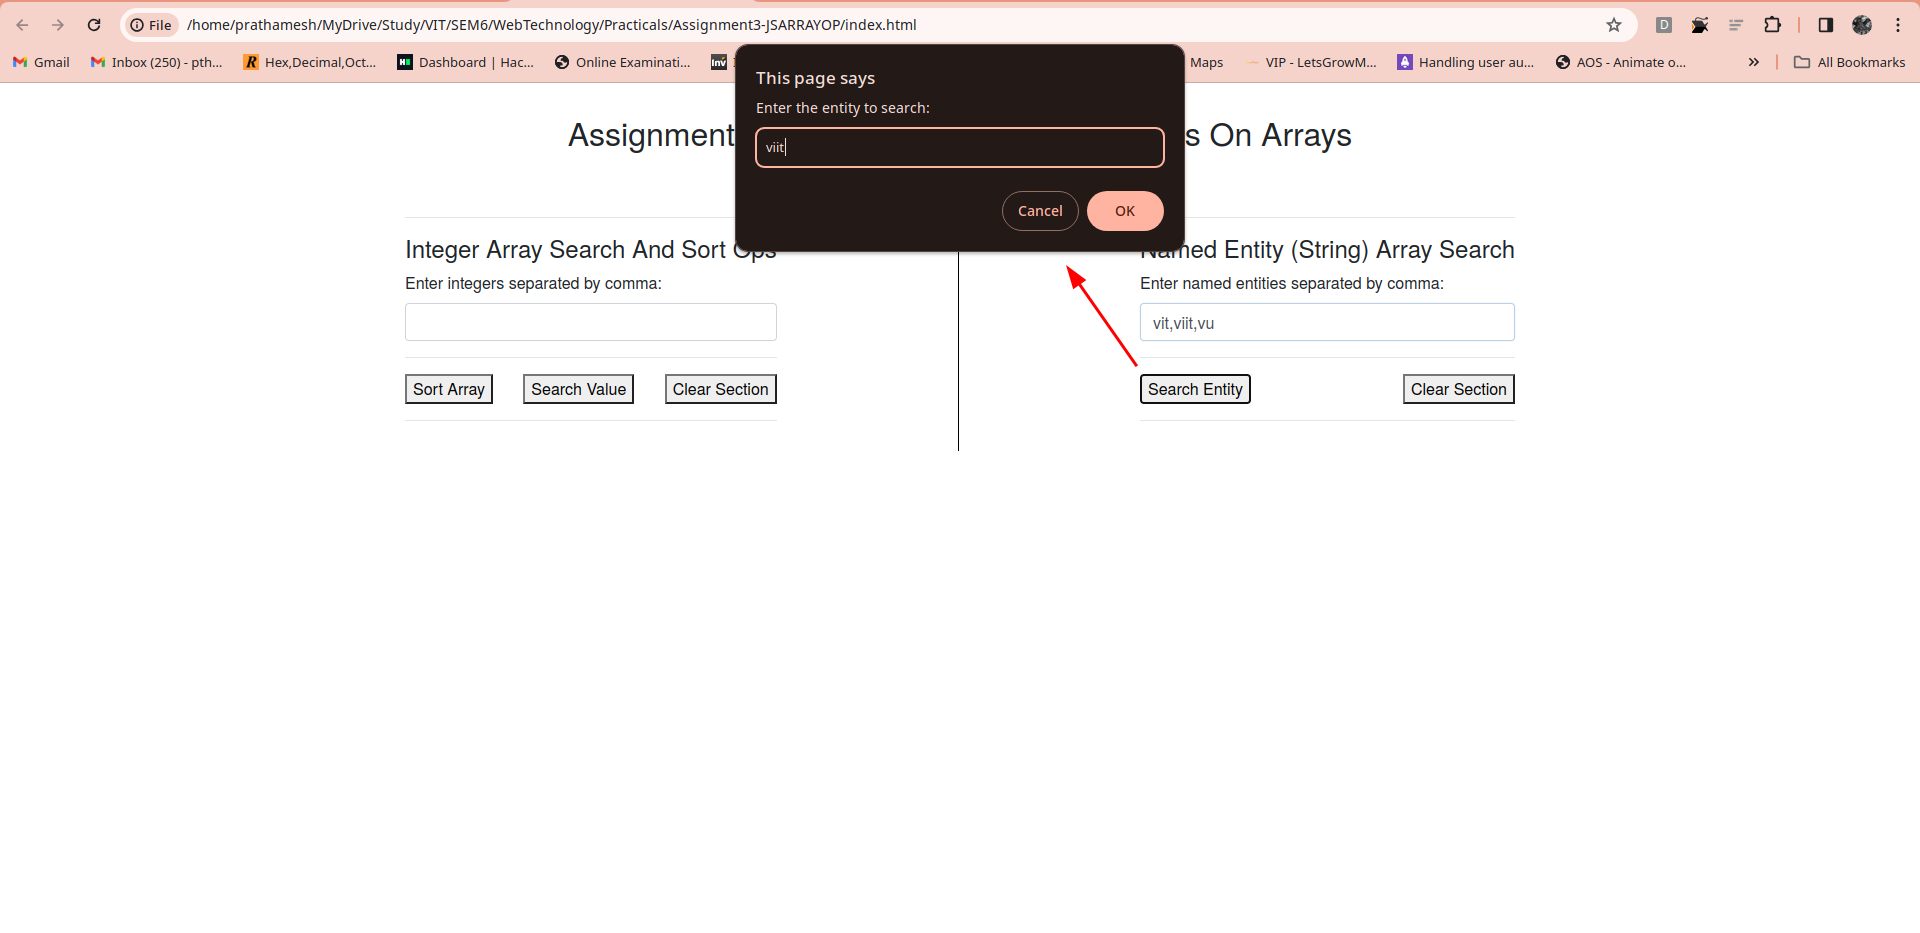 File /home/prathamesh/MyDrive/Study/VIT/SEM6/WebTechnology/Practicals/Assignment3-JSARRAYOP/index.html D
Gmail Inbox (250) - pth... R Hex,Decimal,Oct... H Dashboard | Hac... Online Examinati... Inv Maps VIP - LetsGrowM... Handling user au... AOS - Animate o... » All Bookmarks
This page says
Enter the entity to search:
viit
Cancel OK
Assignment s On Arrays
Integer Array Search And Sort Ops
Enter integers separated by comma:
Sort Array Search Value Clear Section
Named Entity (String) Array Search
Enter named entities separated by comma:
vit,viit,vu
Search Entity Clear Section